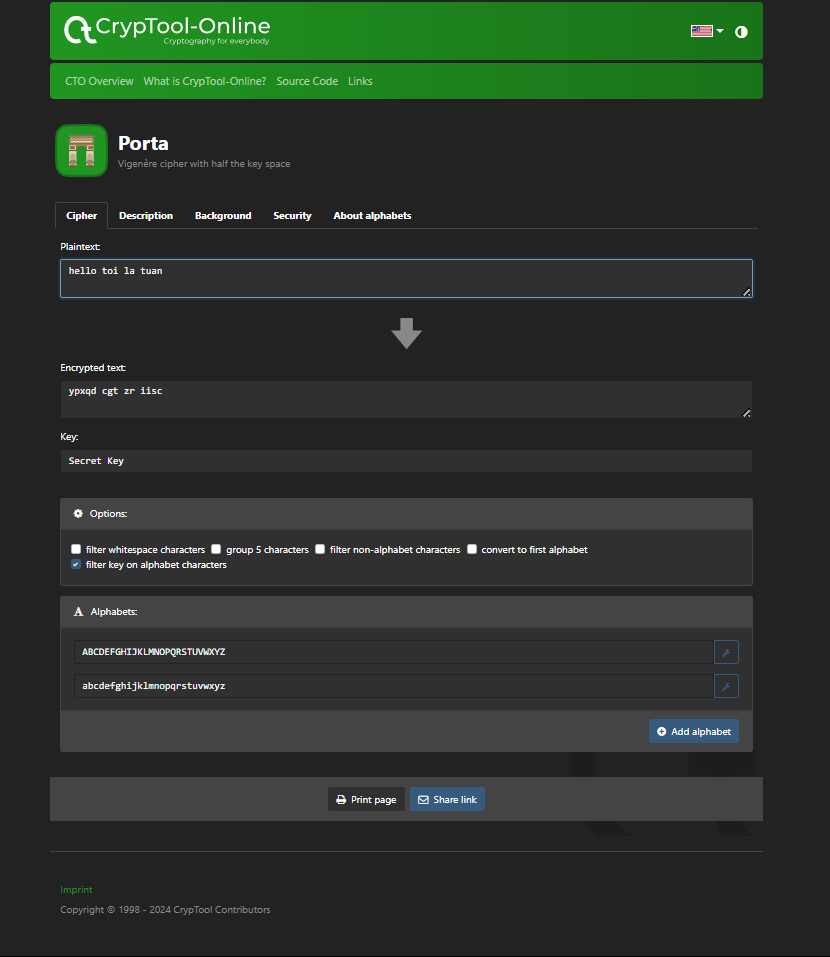 CrypTool-Online
Cryptography for everybody
CTO Overview What is CrypTool-Online? Source Code Links
Porta
Vigenère cipher with half the key space
Cipher Description Background Security About alphabets
Plaintext:
hello toi la tuan
Encrypted text:
ypxqd cgt zr iisc
Key:
Secret Key
Options:
filter whitespace characters group 5 characters filter non-alphabet characters convert to first alphabet
filter key on alphabet characters
A Alphabets:
ABCDEFGHIJKLMNOPQRSTUVWXYZ
abcdefghijklmnopqrstuvwxyz
Add alphabet
Print page Share link
Imprint
Copyright © 1998 - 2024 CrypTool Contributors